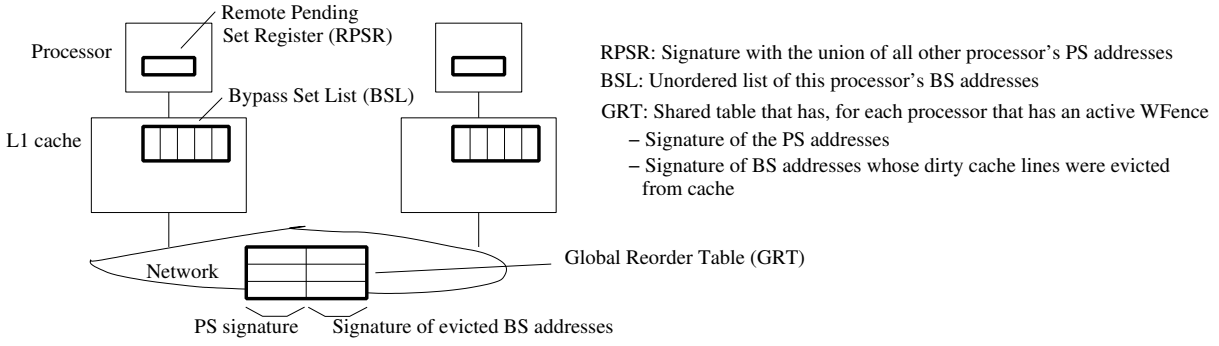 Remote Pending
Set Register (RPSR)
Processor
Bypass Set List (BSL)
L1 cache
Network
Global Reorder Table (GRT)
PS signature
Signature of evicted BS addresses
RPSR: Signature with the union of all other processor's PS addresses
BSL: Unordered list of this processor's BS addresses
GRT: Shared table that has, for each processor that has an active WFence
– Signature of the PS addresses
– Signature of BS addresses whose dirty cache lines were evicted
from cache